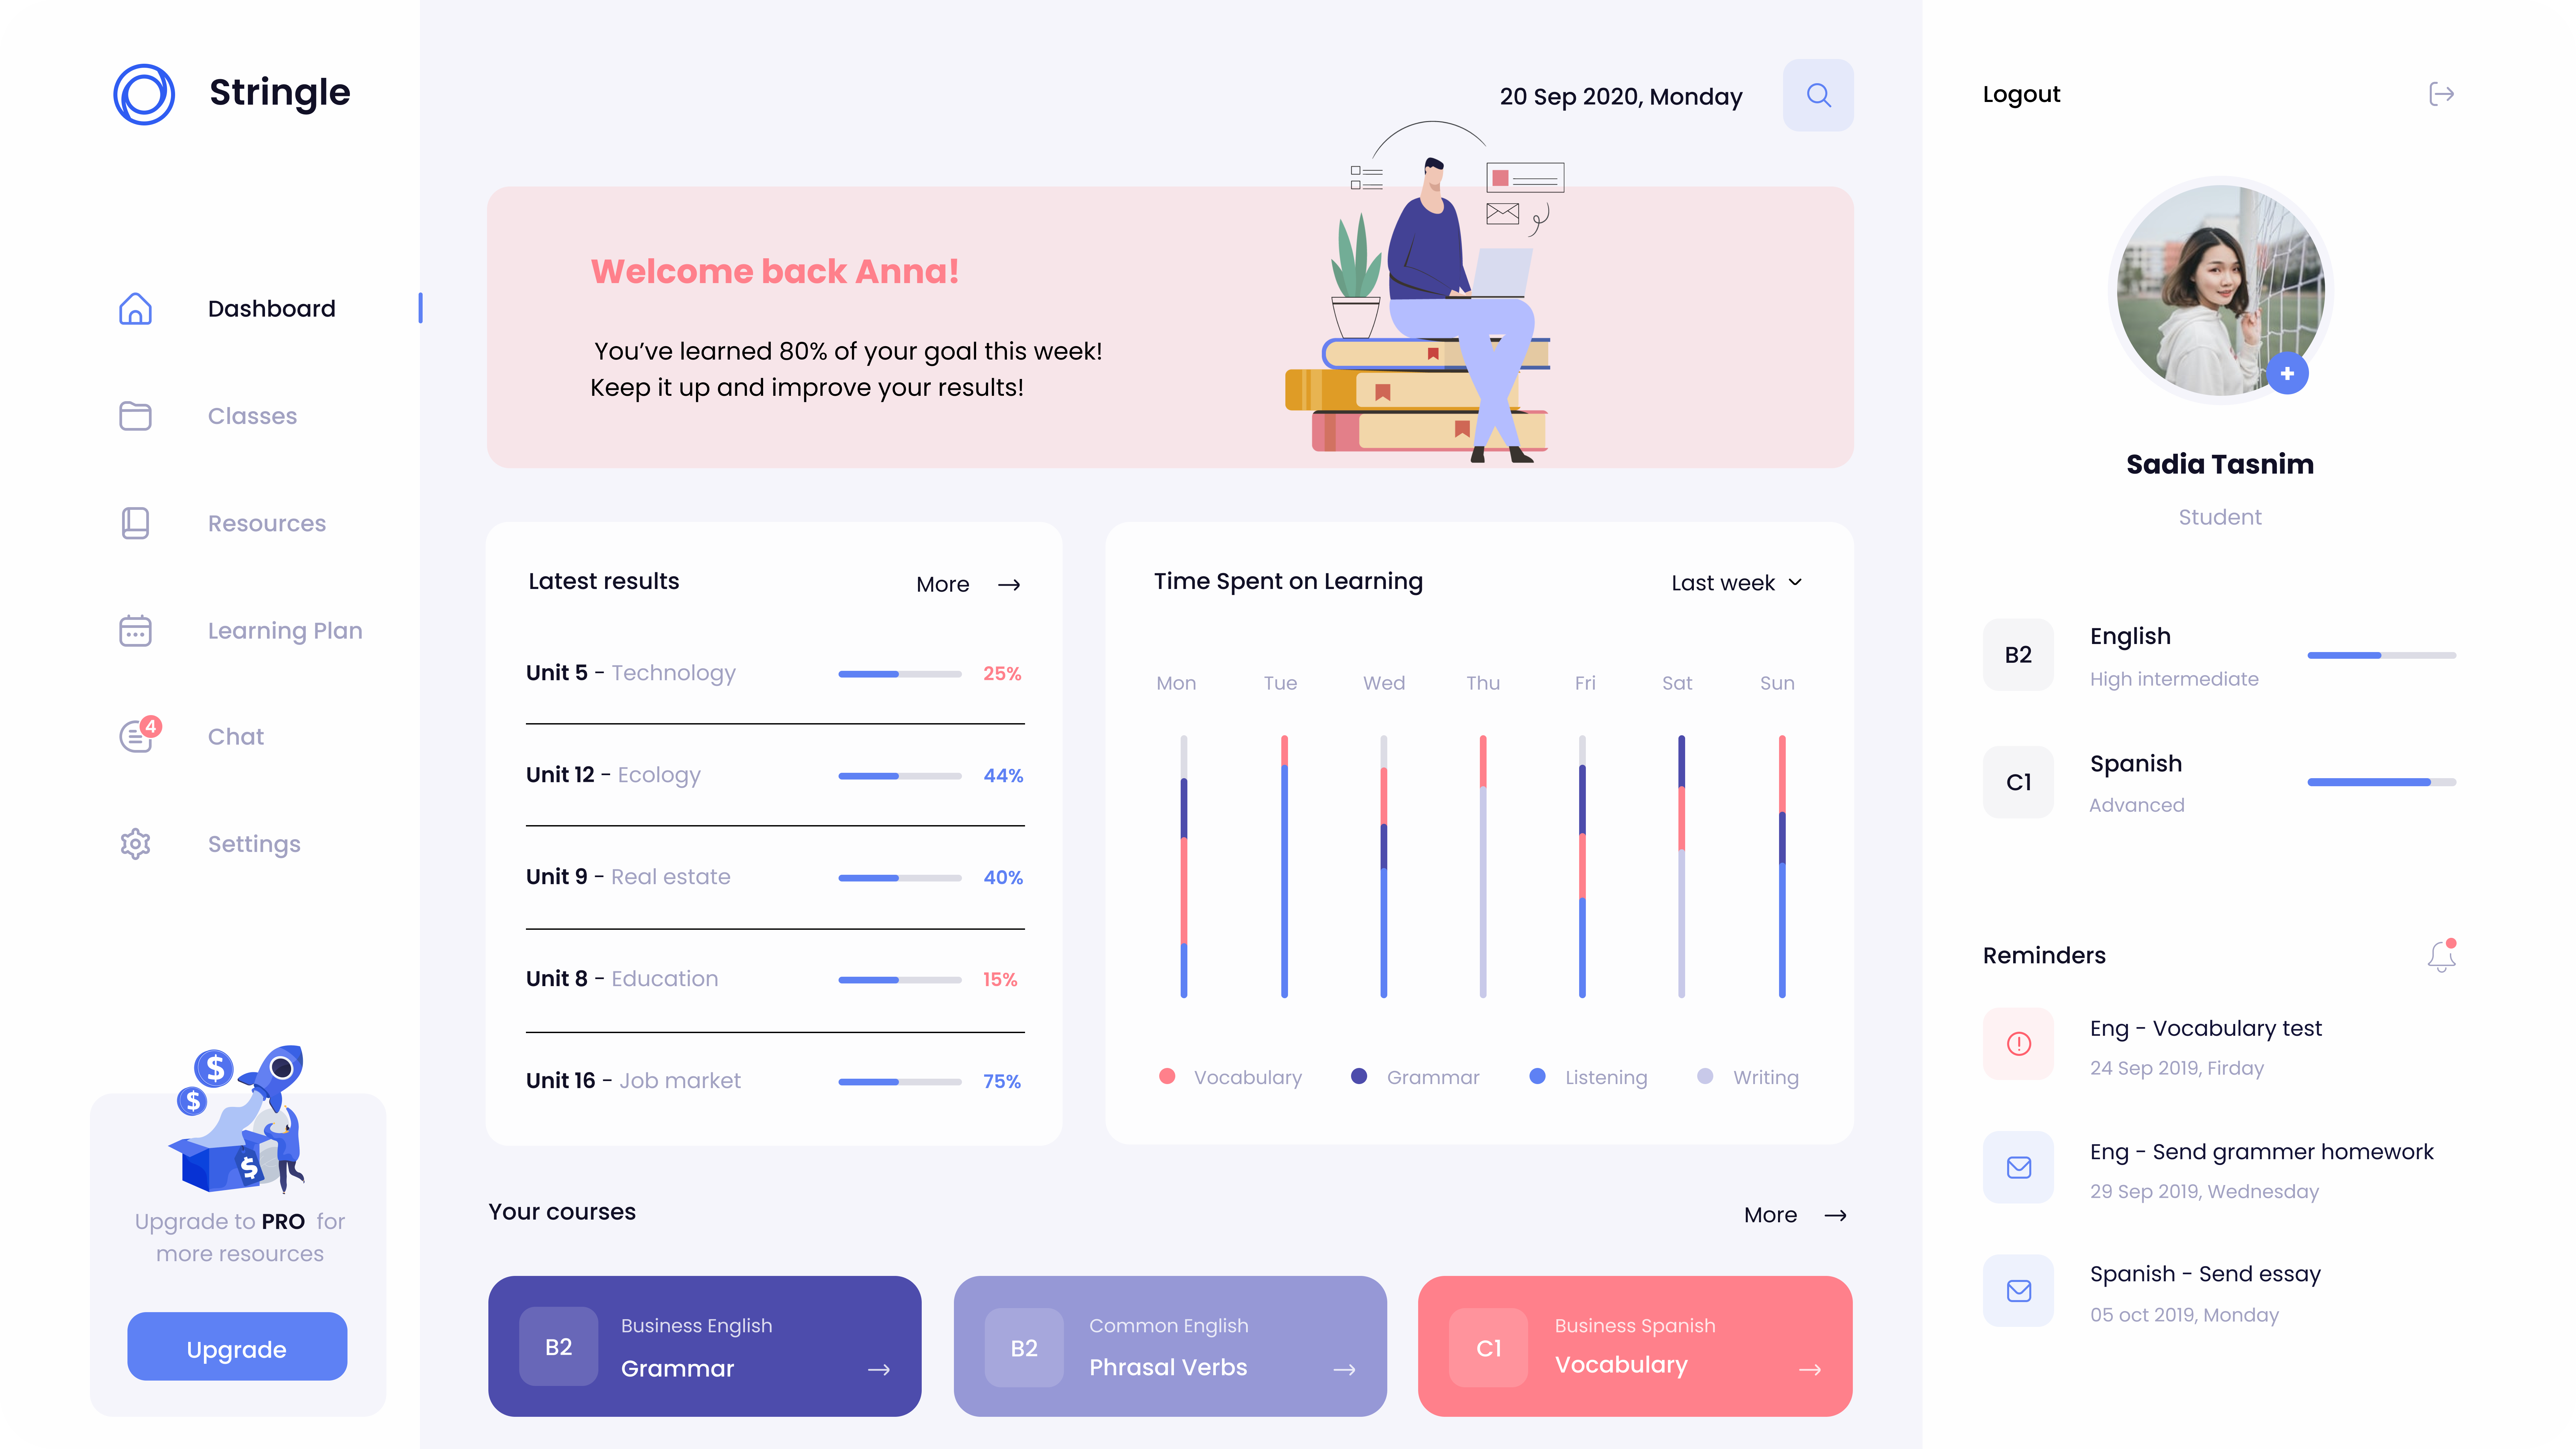 Stringle
Dashboard
Classes
Resources
Learning Plan
4
Chat
Settings
$
$
$
Upgrade to PRO for
more resources
Upgrade
20 Sep 2020, Monday
Welcome back Anna!
You’ve learned 80% of your goal this week!
Keep it up and improve your results!
Latest results
More
Unit 5 - Technology
25%
Unit 12 - Ecology
44%
Unit 9 - Real estate
40%
Unit 8 - Education
15%
Unit 16 - Job market
75%
Time Spent on Learning
Last week
Mon Tue Wed Thu Fri Sat Sun
Vocabulary Grammar Listening Writing
Your courses
More
B2
Business English
Grammar
B2
Common English
Phrasal Verbs
C1
Business Spanish
Vocabulary
Logout
Sadia Tasnim
Student
B2
English
High intermediate
C1
Spanish
Advanced
Reminders
Eng - Vocabulary test
24 Sep 2019, Firday
Eng - Send grammer homework
29 Sep 2019, Wednesday
Spanish - Send essay
05 oct 2019, Monday